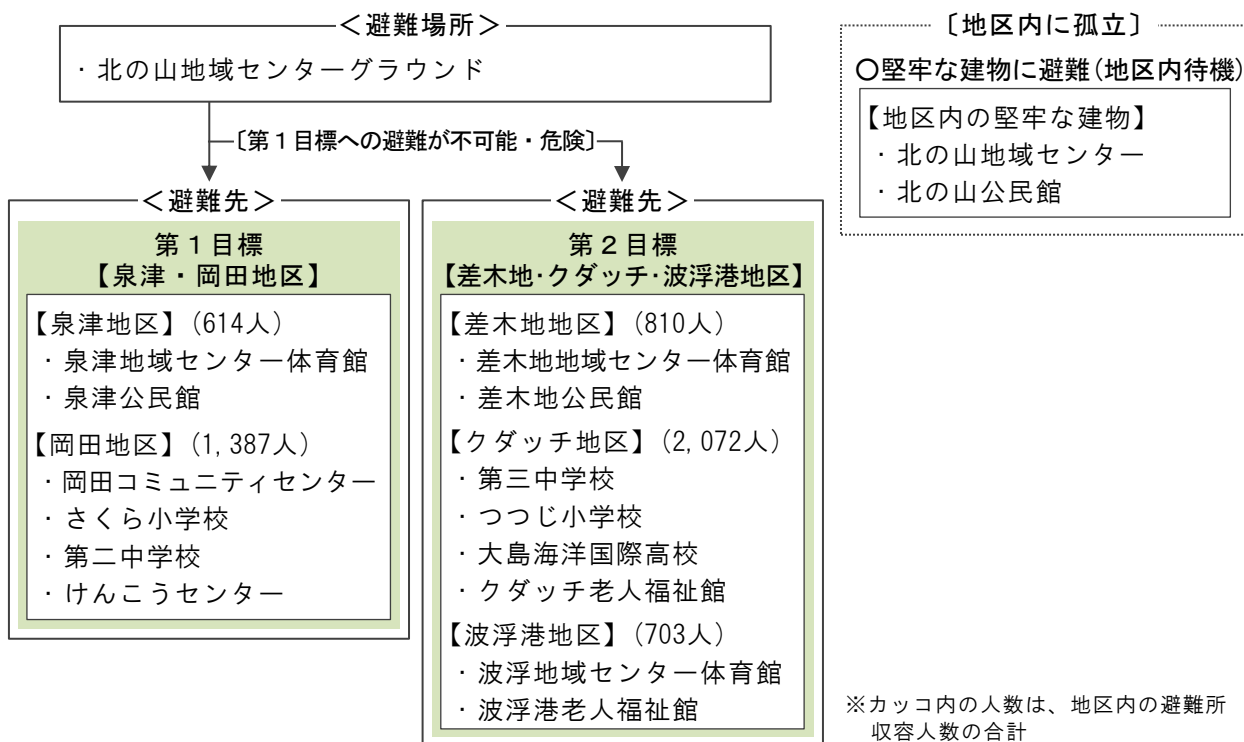 ＜避難場所＞
・北の山地域センターグラウンド
〔第１目標への避難が不可能・危険〕
＜避難先＞
第１目標
【泉津・岡田地区】
【泉津地区】(614人)
・泉津地域センター体育館
・泉津公民館
【岡田地区】(1,387人)
・岡田コミュニティセンター
・さくら小学校
・第二中学校
・けんこうセンター
＜避難先＞
第２目標
【差木地･クダッチ･波浮港地区】
【差木地地区】(810人)
・差木地地域センター体育館
・差木地公民館
【クダッチ地区】(2,072人)
・第三中学校
・つつじ小学校
・大島海洋国際高校
・クダッチ老人福祉館
【波浮港地区】(703人)
・波浮地域センター体育館
・波浮港老人福祉館
〔地区内に孤立〕
○堅牢な建物に避難(地区内待機)
【地区内の堅牢な建物】
・北の山地域センター
・北の山公民館
※カッコ内の人数は、地区内の避難所
収容人数の合計